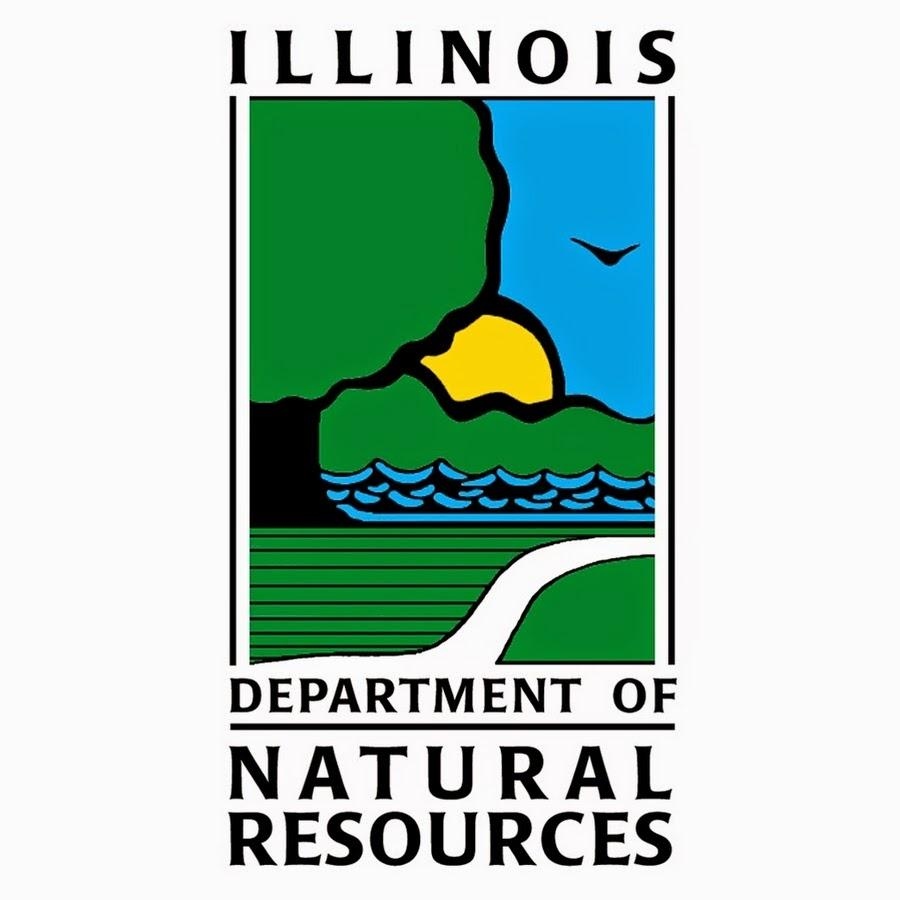 ILLINOIS
DEPARTMENT OF
NATURAL
RESOURCES